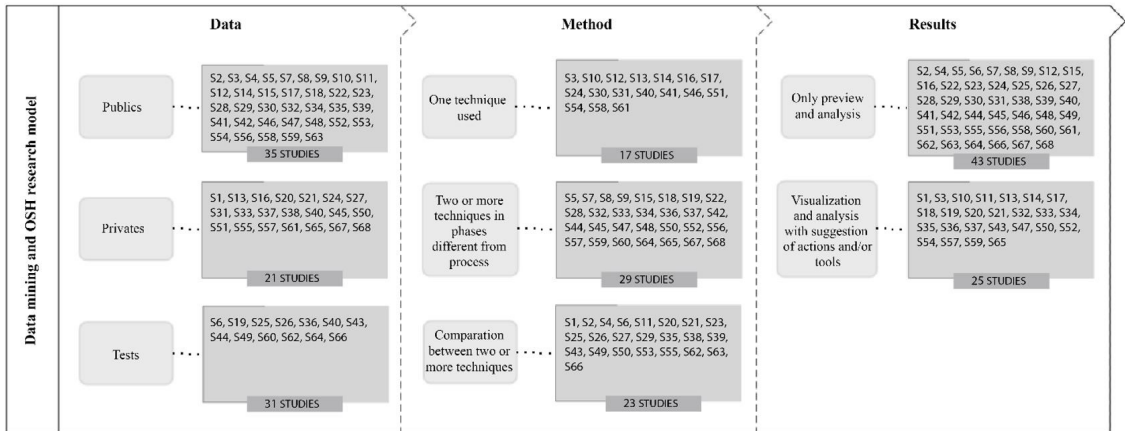 Data mining and OSH research model
Data
Publics
S2, S3, S4, S5, S7, S8, S9, S10, S11,
S12, S14, S15, S17, S18, S22, S23,
S28, S29, S30, S32, S34, S35, S39,
S41, S42, S46, S47, S48, S52, S53,
S54, S56, S58, S59, S63
35 STUDIES
Privates
S1, S13, S16, S20, S21, S24, S27,
S31, S33, S37, S38, S40, S45, S50,
S51, S55, S57, S61, S65, S67, S68
21 STUDIES
Tests
S6, S19, S25, S26, S36, S40, S43,
S44, S49, S60, S62, S64, S66
31 STUDIES
Method
One technique
used
S3, S10, S12, S13, S14, S16, S17,
S24, S30, S31, S40, S41, S46, S51,
S54, S58, S61
17 STUDIES
Two or more
techniques in
phases
different from
process
S5, S7, S8, S9, S15, S18, S19, S22,
S28, S32, S33, S34, S36, S37, S42,
S44, S45, S47, S48, S50, S52, S56,
S57, S59, S60, S64, S65, S67, S68
29 STUDIES
Comparation
between two or
more techniques
S1, S2, S4, S6, S11, S20, S21, S23,
S25, S26, S27, S29, S35, S38, S39,
S43, S49, S50, S53, S55, S62, S63,
S66
23 STUDIES
Results
Only preview
and analysis
S2, S4, S5, S6, S7, S8, S9, S12, S15,
S16, S22, S23, S24, S25, S26, S27,
S28, S29, S30, S31, S38, S39, S40,
S41, S42, S44, S45, S46, S48, S49,
S51, S53, S55, S56, S58, S60, S61,
S62, S63, S64, S66, S67, S68
43 STUDIES
Visualization
and analysis
with suggestion
of actions and/or
tools
S1, S3, S10, S11, S13, S14, S17,
S18, S19, S20, S21, S32, S33, S34,
S35, S36, S37, S43, S47, S50, S52,
S54, S57, S59, S65
25 STUDIES